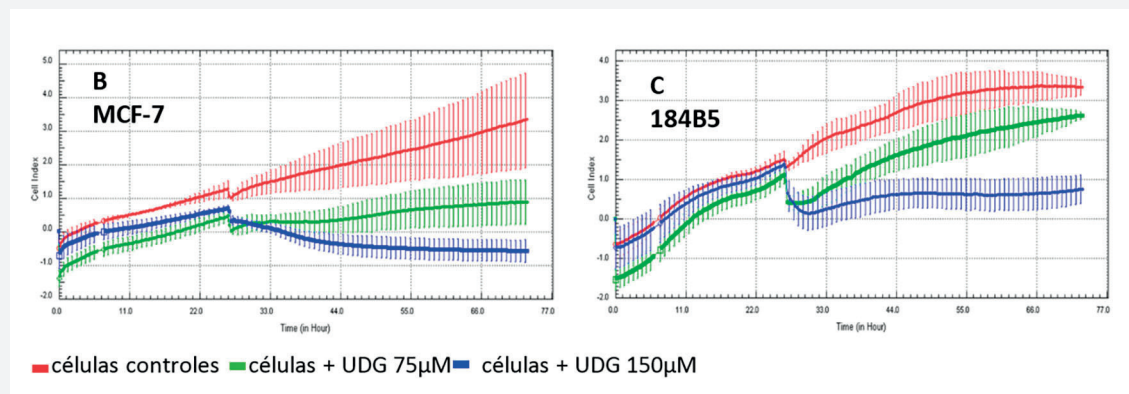 B
MCF-7
5.0
4.0
3.0
2.0
1.0
0.0
-1.0
-2.0
Cell Index
0.0 11.0 22.0 33.0 44.0 55.0 66.0 77.0
Time (in Hour)
C
184B5
4.0
3.0
2.0
1.0
0.0
-1.0
-2.0
Cell Index
0.0 11.0 22.0 33.0 44.0 55.0 66.0 77.0
Time (in Hour)
células controles células + UDG 75µM células + UDG 150µM